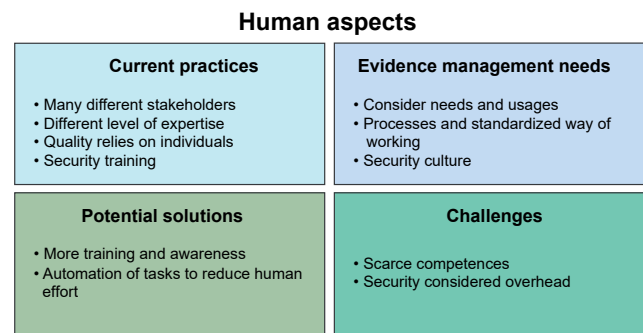 Human aspects
Current practices
• Many different stakeholders
• Different level of expertise
• Quality relies on individuals
• Security training
Evidence management needs
• Consider needs and usages
• Processes and standardized way of
working
• Security culture
Potential solutions
• More training and awareness
• Automation of tasks to reduce human
effort
Challenges
• Scarce competences
• Security considered overhead